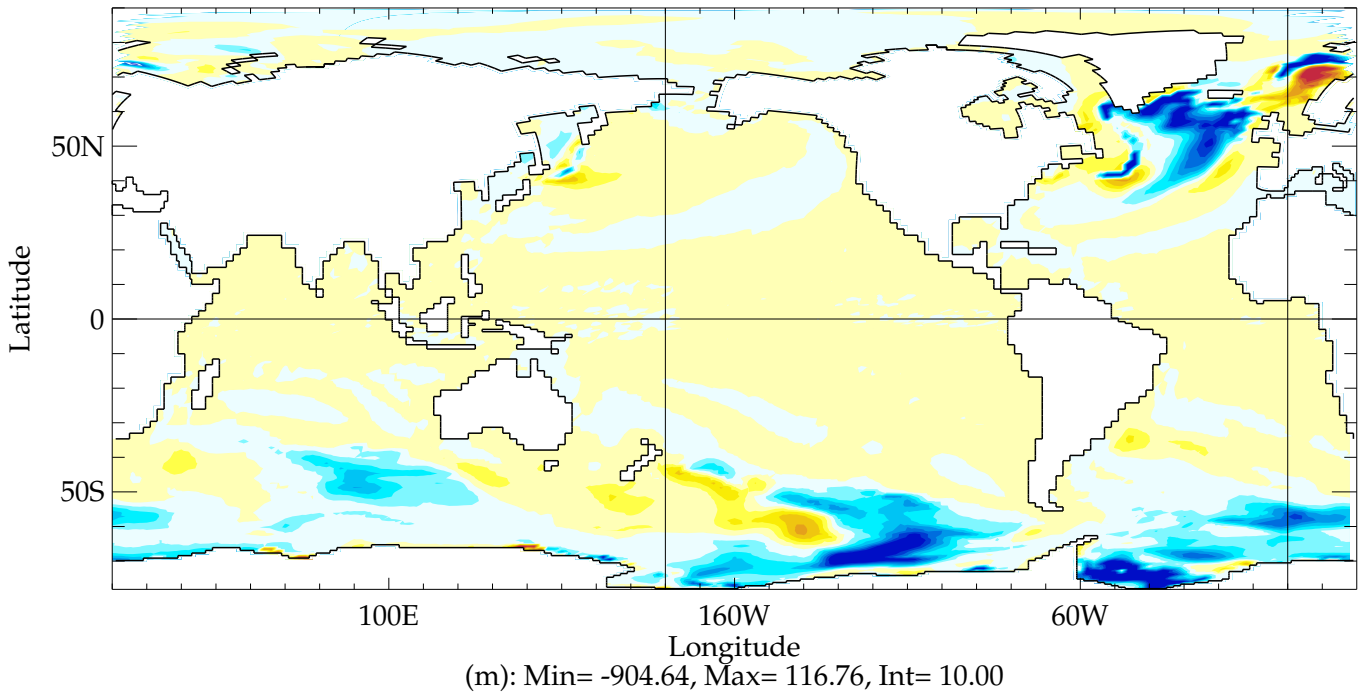 50N
0
50S
Latitude
100E
160W
60W
Longitude
(m): Min= -904.64, Max= 116.76, Int= 10.00